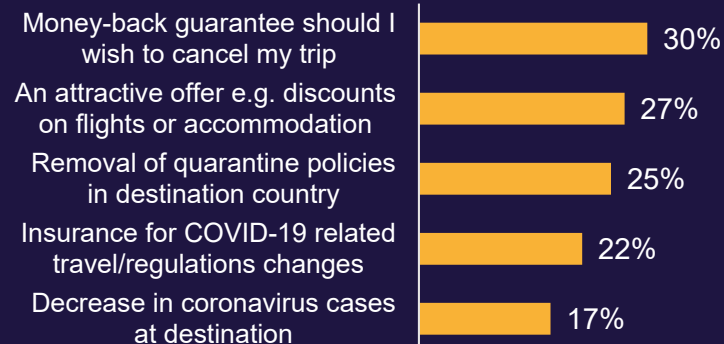 Money-back guarantee should I
wish to cancel my trip
30%
An attractive offer e.g. discounts
on flights or accommodation
27%
Removal of quarantine policies
in destination country
25%
Insurance for COVID-19 related
travel/regulations changes
22%
Decrease in coronavirus cases
at destination
17%